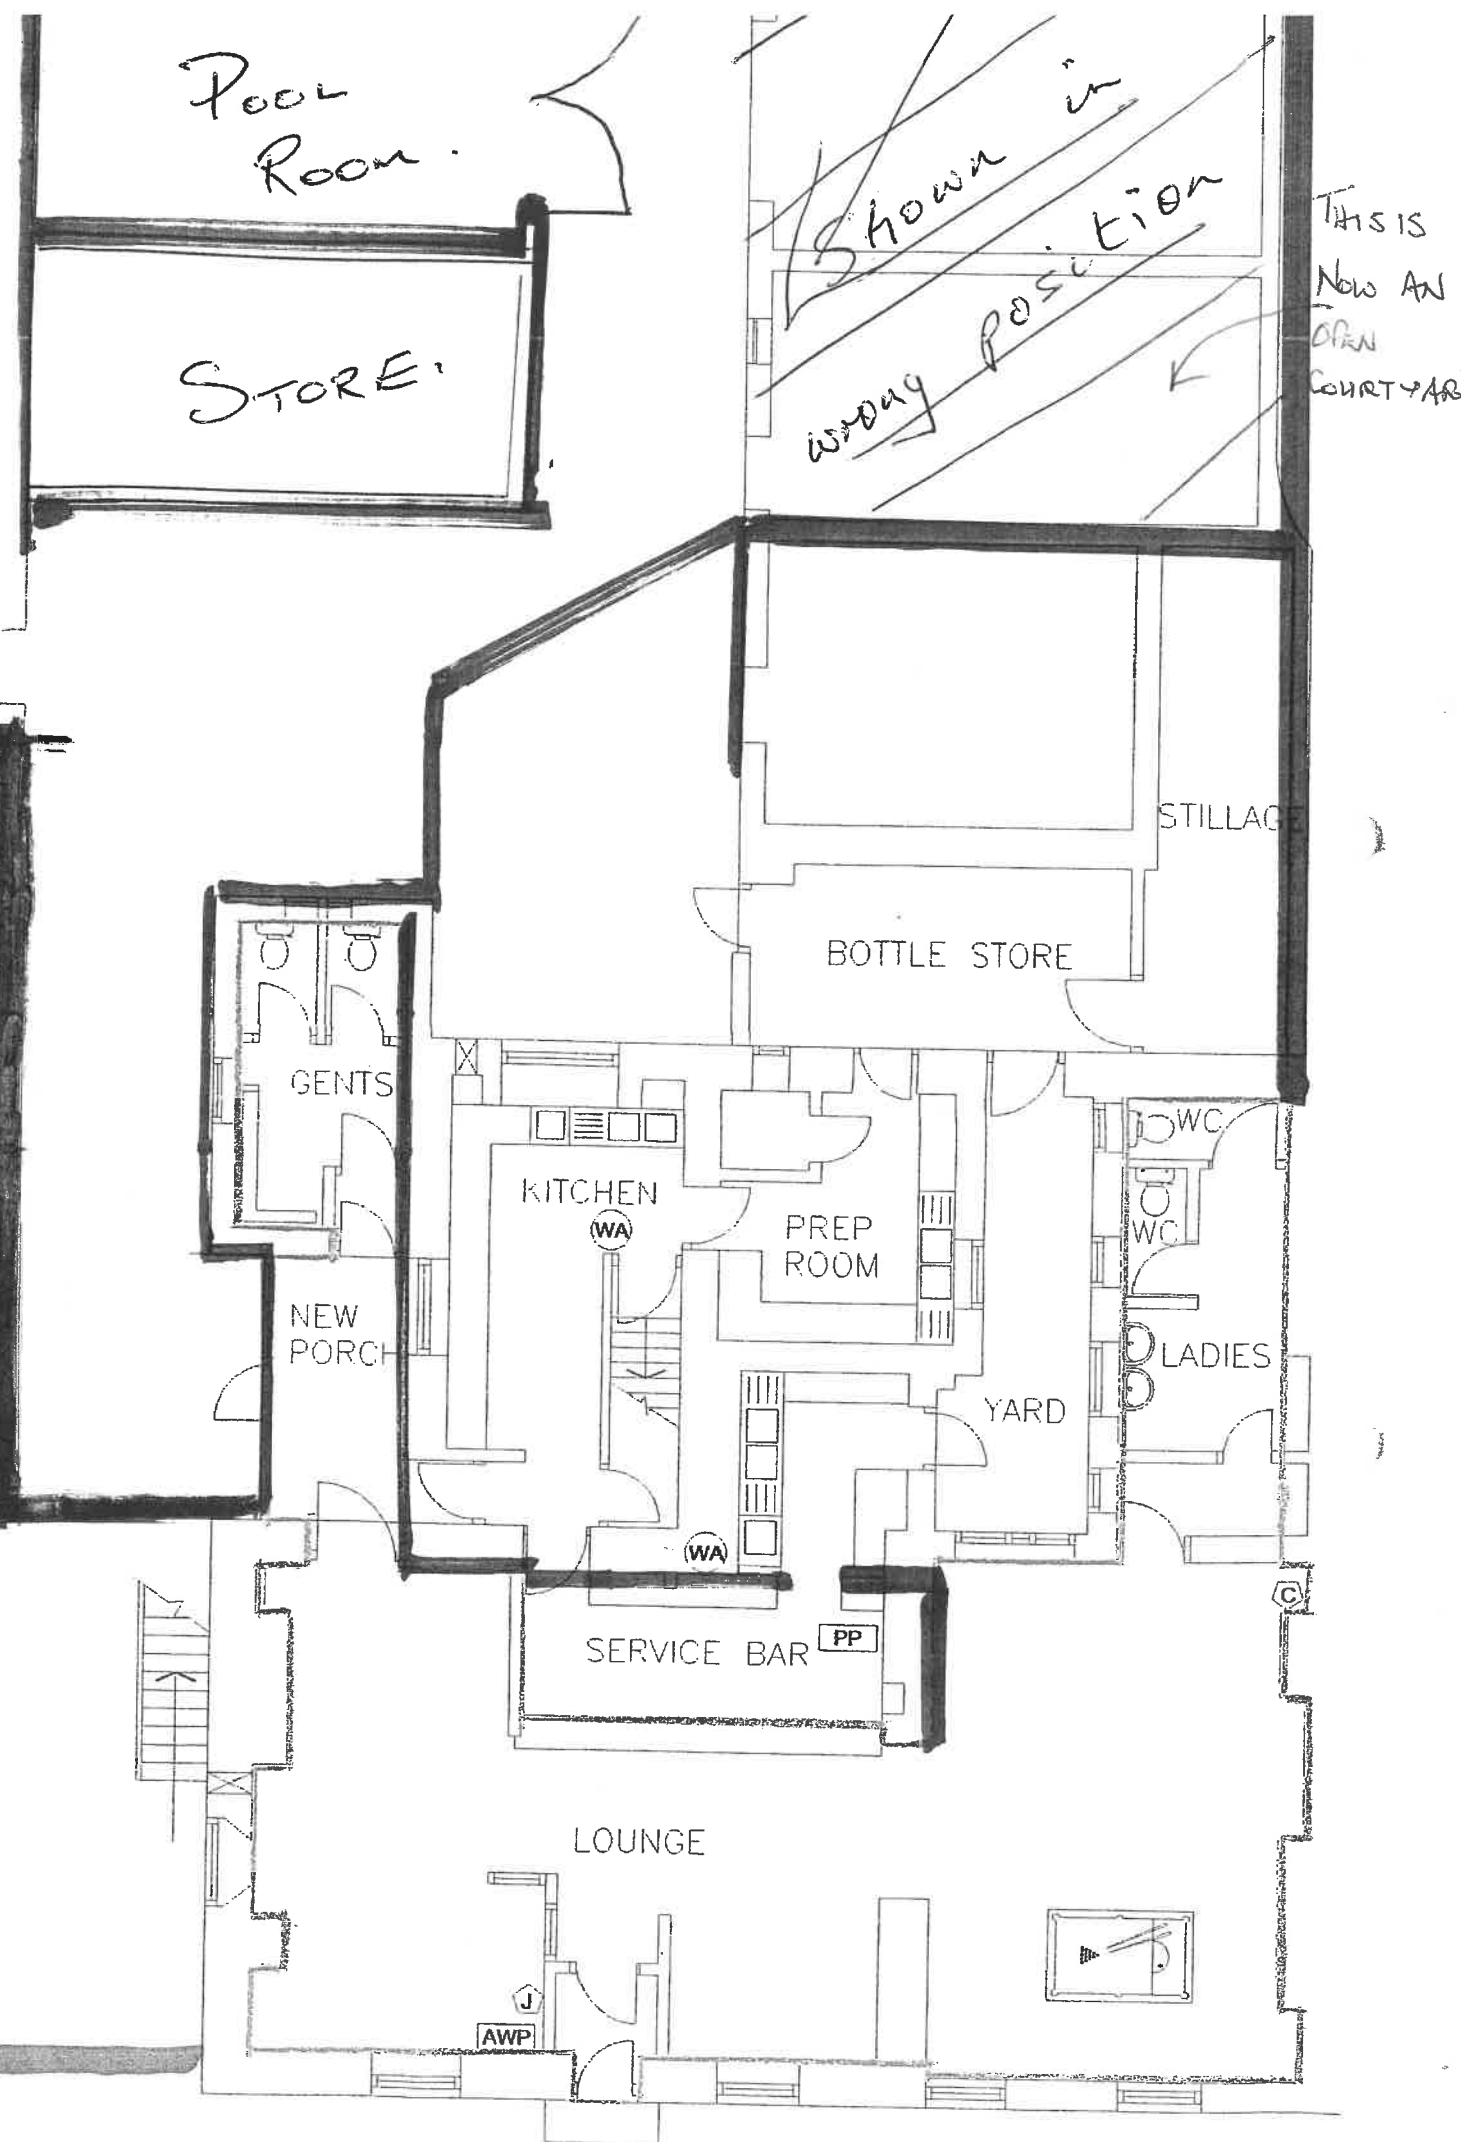 POOL
ROOM.
Shown in
wrong position
THIS IS
NOW AN
OPEN
COURTYAR
STORE.
STILLAGE
BOTTLE STORE
GENTS
WC
KITCHEN
WA
PREP
ROOM
WC
NEW
PORCH
LADIES
YARD
WA
C
SERVICE BAR
PP
LOUNGE
J
AWP